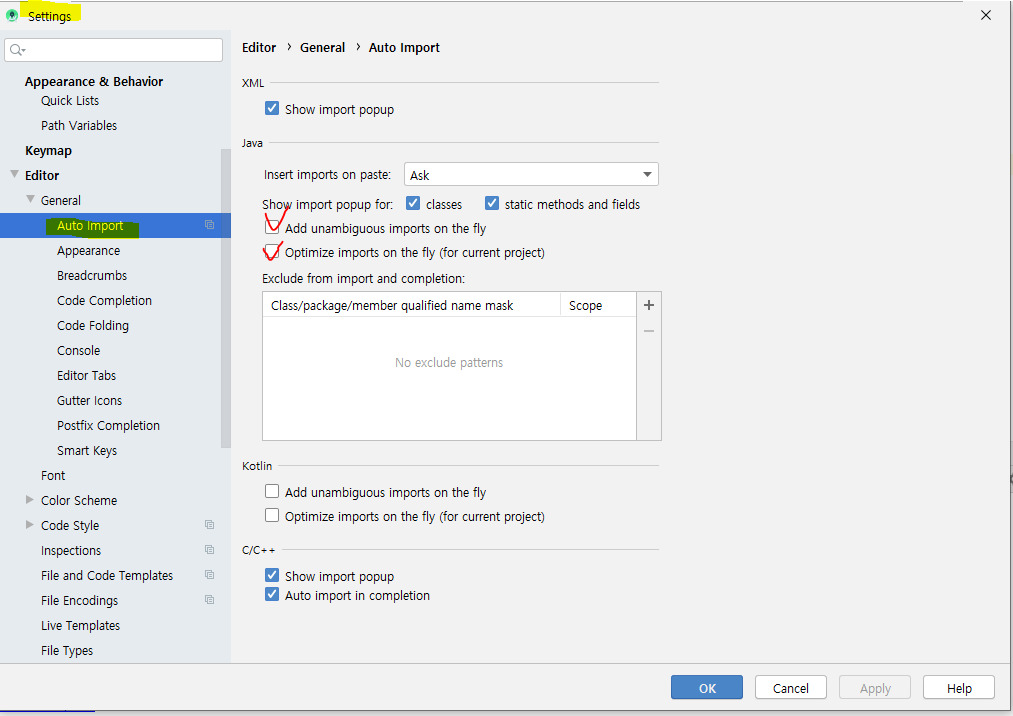 Settings
Editor › General › Auto Import
Appearance & Behavior
Quick Lists
Path Variables
Keymap
Editor
General
Auto Import
Appearance
Breadcrumbs
Code Completion
Code Folding
Console
Editor Tabs
Gutter Icons
Postfix Completion
Smart Keys
Font
Color Scheme
Code Style
Inspections
File and Code Templates
File Encodings
Live Templates
File Types
XML
Show import popup
Java
Insert imports on paste: Ask
Show import popup for: classes static methods and fields
Add unambiguous imports on the fly
Optimize imports on the fly (for current project)
Exclude from import and completion:
Class/package/member qualified name mask Scope
No exclude patterns
Kotlin
Add unambiguous imports on the fly
Optimize imports on the fly (for current project)
C/C++
Show import popup
Auto import in completion
OK Cancel Apply Help